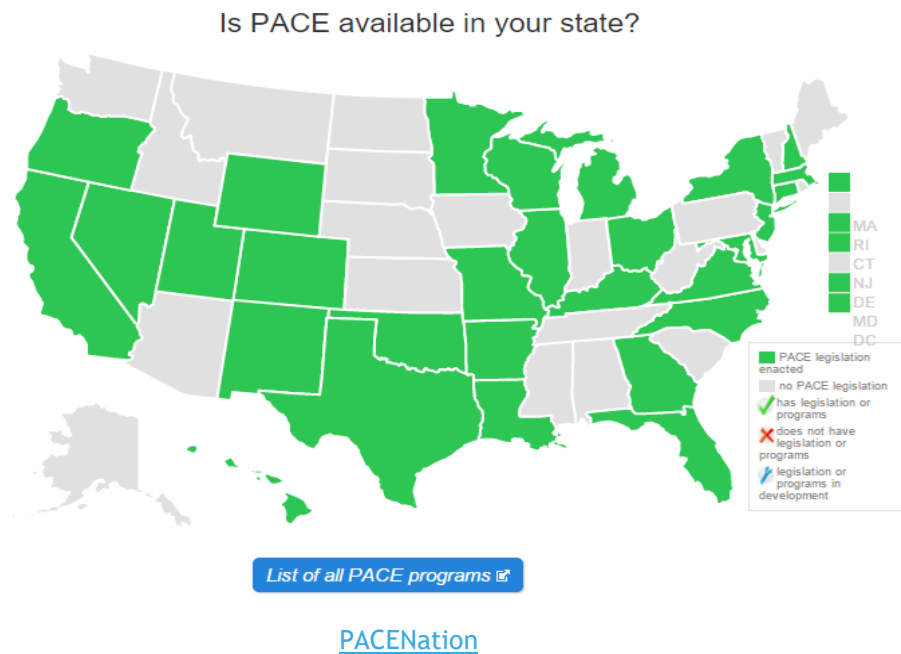 Is PACE available in your state?
MA
RI
CT
NJ
DE
MD
DC
PACE legislation
enacted
no PACE legislation
has legislation or
programs
does not have
legislation or
programs
legislation or
programs in
development
List of all PACE programs
PACENation